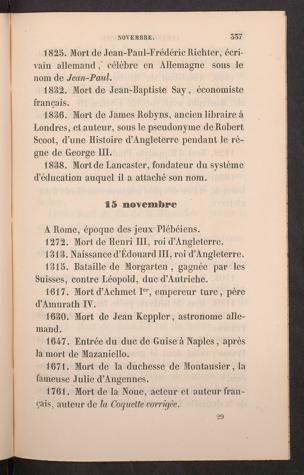 NOVEMBRE. 337
1825. Mort de Jean-Paul-Frédéric Richter, écri-
vain allemand, célèbre en Allemagne sous le
nom de Jean-Paul.
1832. Mort de Jean-Baptiste Say, économiste
français.
1836. Mort de James Robyns, ancien libraire à
Londres, et auteur, sous le pseudonyme de Robert
Scoot, d'une Histoire d'Angleterre pendant le rè-
gne de George III.
1838. Mort de Lancaster, fondateur du système
d'éducation auquel il a attaché son nom.
15 novembre
A Rome, époque des jeux Plébéiens.
1272. Mort de Henri III, roi d'Angleterre.
1313. Naissance d'Édouard III, roi d'Angleterre.
1315. Bataille de Morgarten, gagnée par les
Suisses, contre Léopold, duc d'Autriche.
1617. Mort d'Achmet Ier, empereur turc, père
d'Amurath IV.
1630. Mort de Jean Keppler, astronome alle-
mand.
1647. Entrée du duc de Guise à Naples, après
la mort de Mazaniello.
1671. Mort de la duchesse de Montausier, la
fameuse Julie d'Angennes.
1761. Mort de la Noue, acteur et auteur fran-
çais, auteur de la Coquette corrigée.
29